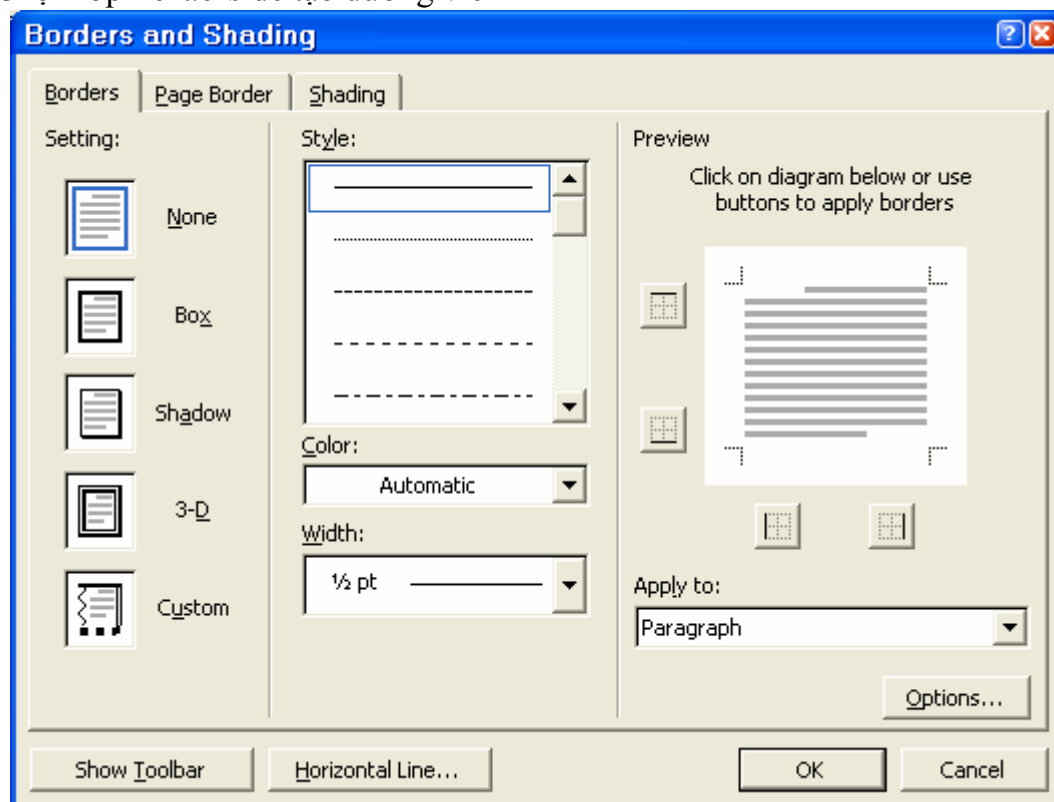 Borders and Shading
Borders
Page Border
Shading
Setting:
None
Box
Shadow
3-D
Custom
Style:
Color:
Automatic
Width:
½ pt
Preview
Click on diagram below or use
buttons to apply borders
Apply to:
Paragraph
Options...
Show Toolbar
Horizontal Line...
OK
Cancel